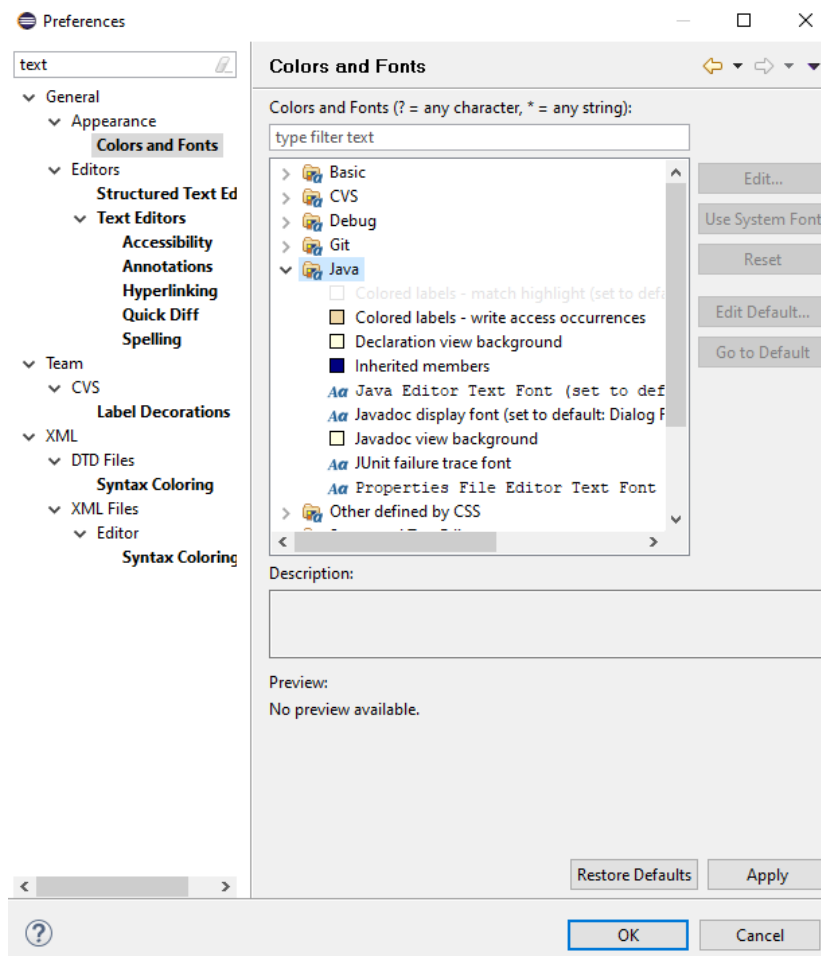 Preferences
text
General
Appearance
Colors and Fonts
Editors
Structured Text Ed
Text Editors
Accessibility
Annotations
Hyperlinking
Quick Diff
Spelling
Team
CVS
Label Decorations
XML
DTD Files
Syntax Coloring
XML Files
Editor
Syntax Coloring
Colors and Fonts
Colors and Fonts (? = any character, * = any string):
type filter text
Basic
CVS
Debug
Git
Java
Colored labels - match highlight (set to defa
Colored labels - write access occurrences
Declaration view background
Inherited members
Aa Java Editor Text Font (set to def
Aa Javadoc display font (set to default: Dialog F
Javadoc view background
Aa JUnit failure trace font
Aa Properties File Editor Text Font
Other defined by CSS
Edit...
Use System Font
Reset
Edit Default...
Go to Default
Description:
Preview:
No preview available.
Restore Defaults
Apply
?
OK
Cancel